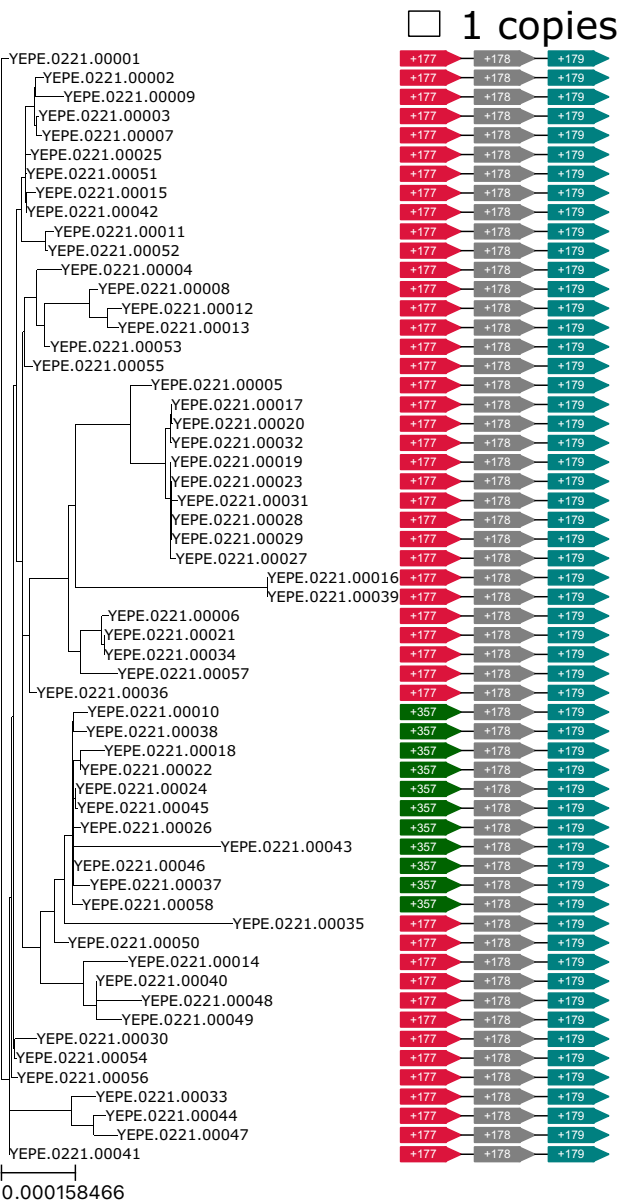 1 copies
YEPE.0221.00001 +177 +178 +179
YEPE.0221.00002 +177 +178 +179
YEPE.0221.00009 +177 +178 +179
YEPE.0221.00003 +177 +178 +179
YEPE.0221.00007 +177 +178 +179
YEPE.0221.00025 +177 +178 +179
YEPE.0221.00051 +177 +178 +179
YEPE.0221.00015 +177 +178 +179
YEPE.0221.00042 +177 +178 +179
YEPE.0221.00011 +177 +178 +179
YEPE.0221.00052 +177 +178 +179
YEPE.0221.00004 +177 +178 +179
YEPE.0221.00008 +177 +178 +179
YEPE.0221.00012 +177 +178 +179
YEPE.0221.00013 +177 +178 +179
YEPE.0221.00053 +177 +178 +179
YEPE.0221.00055 +177 +178 +179
YEPE.0221.00005 +177 +178 +179
YEPE.0221.00017 +177 +178 +179
YEPE.0221.00020 +177 +178 +179
YEPE.0221.00032 +177 +178 +179
YEPE.0221.00019 +177 +178 +179
YEPE.0221.00023 +177 +178 +179
YEPE.0221.00031 +177 +178 +179
YEPE.0221.00028 +177 +178 +179
YEPE.0221.00029 +177 +178 +179
YEPE.0221.00027 +177 +178 +179
YEPE.0221.00016 +177 +178 +179
YEPE.0221.00039 +177 +178 +179
YEPE.0221.00006 +177 +178 +179
YEPE.0221.00021 +177 +178 +179
YEPE.0221.00034 +177 +178 +179
YEPE.0221.00057 +177 +178 +179
YEPE.0221.00036 +177 +178 +179
YEPE.0221.00010 +357 +178 +179
YEPE.0221.00038 +357 +178 +179
YEPE.0221.00018 +357 +178 +179
YEPE.0221.00022 +357 +178 +179
YEPE.0221.00024 +357 +178 +179
YEPE.0221.00045 +357 +178 +179
YEPE.0221.00026 +357 +178 +179
YEPE.0221.00043 +357 +178 +179
YEPE.0221.00046 +357 +178 +179
YEPE.0221.00037 +357 +178 +179
YEPE.0221.00058 +357 +178 +179
YEPE.0221.00035 +177 +178 +179
YEPE.0221.00050 +177 +178 +179
YEPE.0221.00014 +177 +178 +179
YEPE.0221.00040 +177 +178 +179
YEPE.0221.00048 +177 +178 +179
YEPE.0221.00049 +177 +178 +179
YEPE.0221.00030 +177 +178 +179
YEPE.0221.00054 +177 +178 +179
YEPE.0221.00056 +177 +178 +179
YEPE.0221.00033 +177 +178 +179
YEPE.0221.00044 +177 +178 +179
YEPE.0221.00047 +177 +178 +179
YEPE.0221.00041 +177 +178 +179
0.000158466